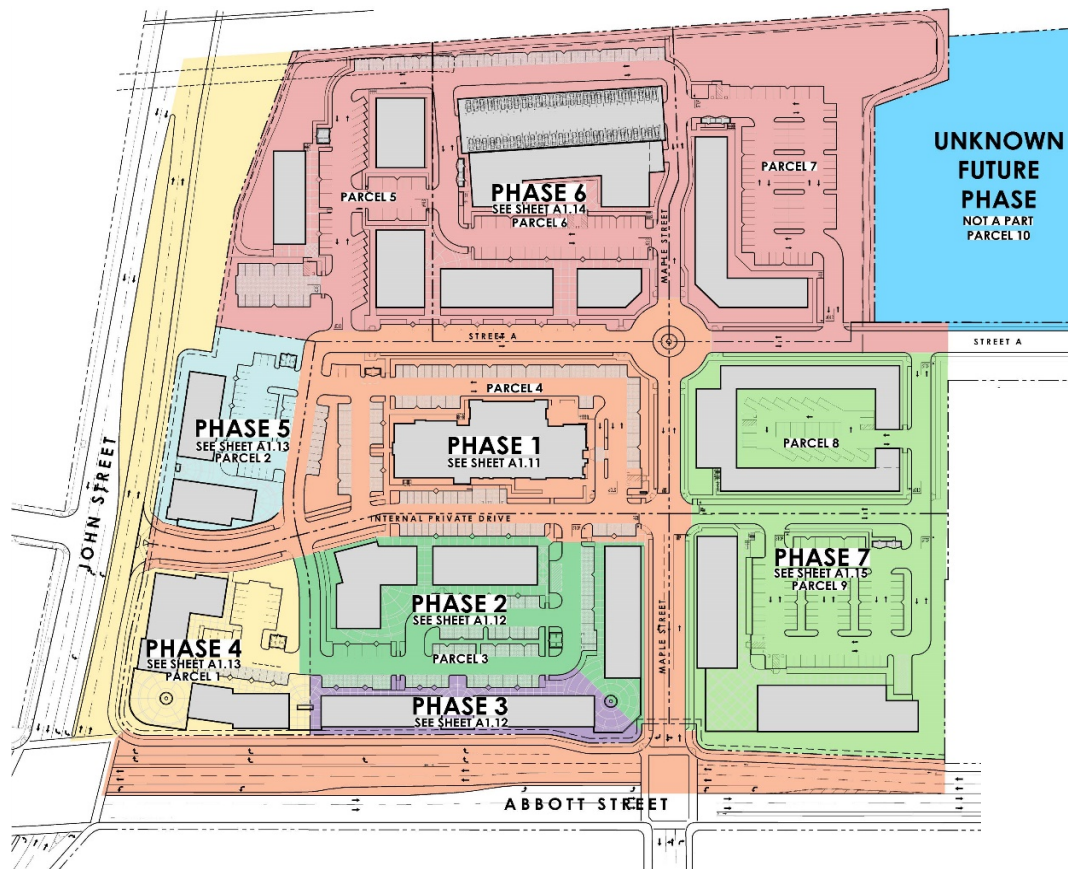 UNKNOWN
FUTURE
PHASE
NOT A PART
PARCEL 10
PARCEL 7
PARCEL 5
PHASE 6
SEE SHEET A1.14
PARCEL 6
MAPLE STREET
STREET A
STREET A
PARCEL 4
PHASE 5
SEE SHEET A1.13
PARCEL 2
PHASE 1
SEE SHEET A1.11
PARCEL 8
JOHN STREET
INTERNAL PRIVATE DRIVE
PHASE 7
SEE SHEET A1.15
PARCEL 9
PHASE 2
SEE SHEET A1.12
PARCEL 3
MAPLE STREET
PHASE 4
SEE SHEET A1.13
PARCEL 1
PHASE 3
SEE SHEET A1.12
ABBOTT STREET